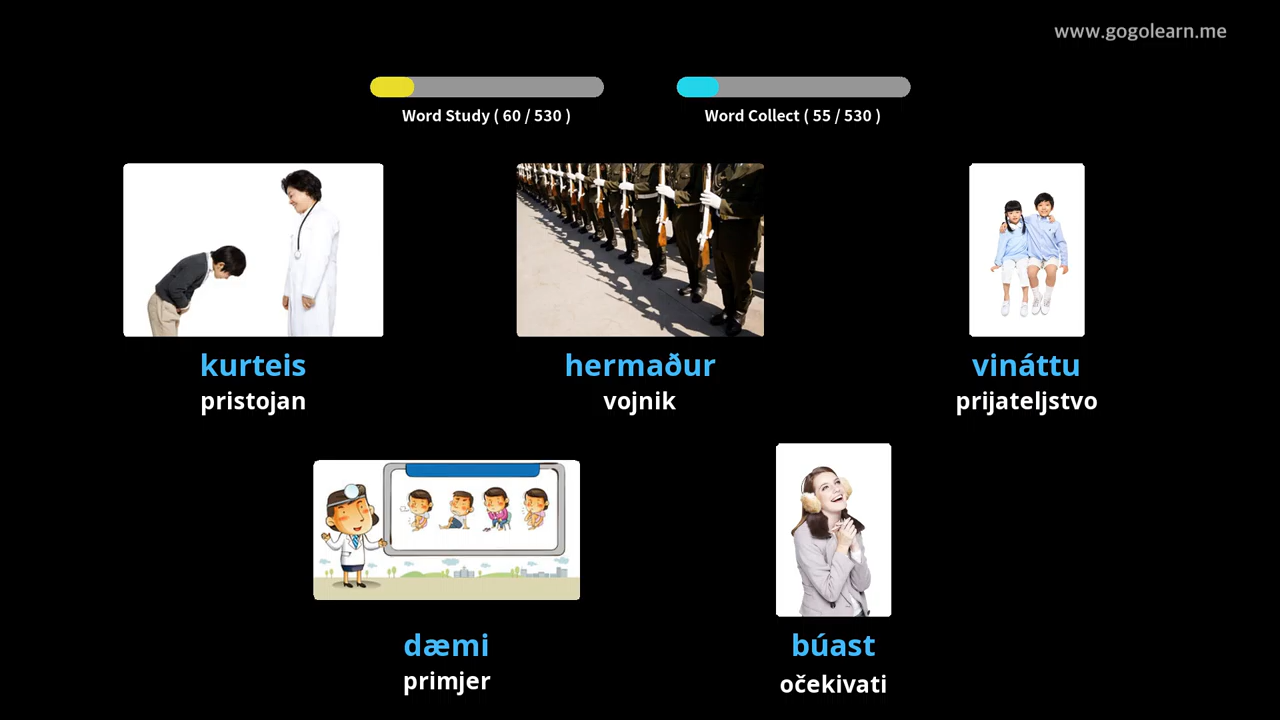 www.gogolearn.me
Word Study ( 60 / 530 )
Word Collect ( 55 / 530 )
kurteis
pristojan
hermaður
vojnik
vináttu
prijateljstvo
dæmi
primjer
búast
očekivati